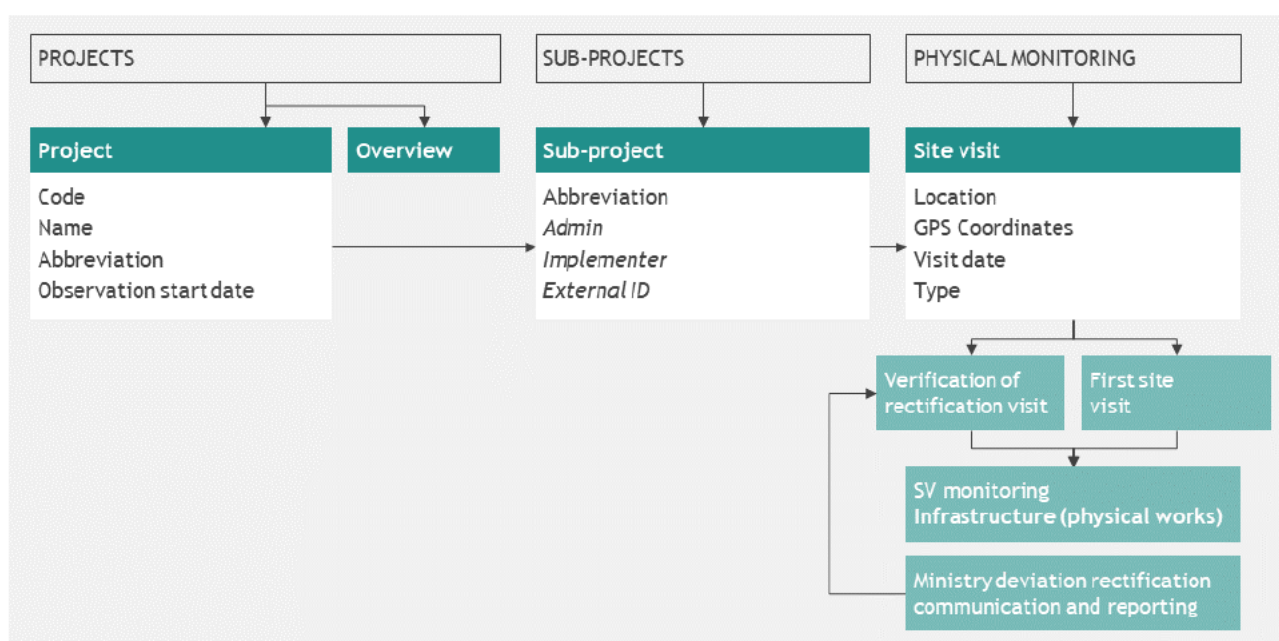 PROJECTS
SUB-PROJECTS
PHYSICAL MONITORING
Project
Overview
Sub-project
Site visit
Code
Name
Abbreviation
Observation start date
Abbreviation
Admin
Implementer
External ID
Location
GPS Coordinates
Visit date
Type
Verification of
rectification visit
First site
visit
SV monitoring
Infrastructure (physical works)
Ministry deviation rectification
communication and reporting